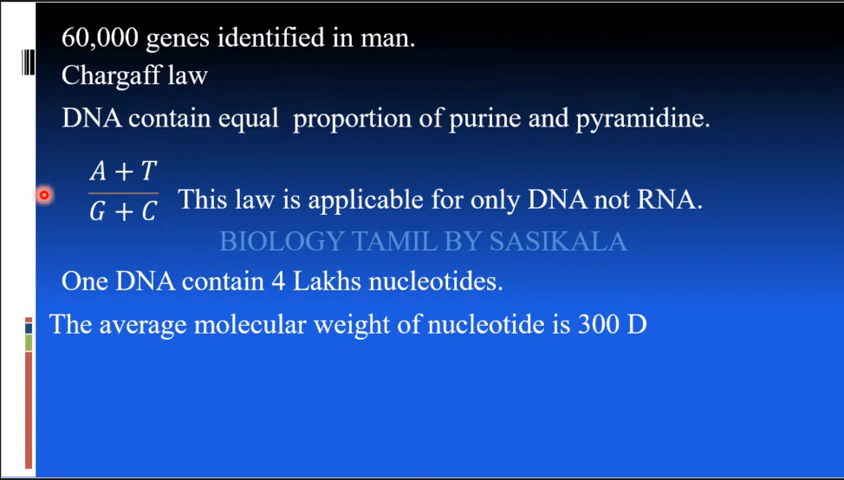 60,000 genes identified in man.
Chargaff law
DNA contain equal proportion of purine and pyramidine.
A + T
G + C
This law is applicable for only DNA not RNA.
BIOLOGY TAMIL BY SASIKALA
One DNA contain 4 Lakhs nucleotides.
The average molecular weight of nucleotide is 300 D